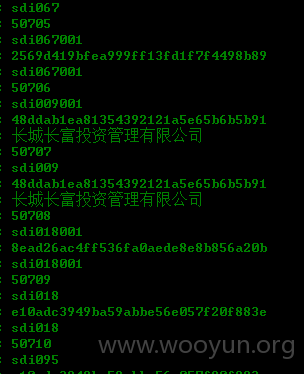 : sdi067
: 50705
: sdi067001
: 2569d419bfea999ff13fd1f7f4498b89
: sdi067001
: 50706
: sdi009001
: 48ddab1ea81354392121a5e65b6b5b91
: 长城长富投资管理有限公司
: 50707
: sdi009
: 48ddab1ea81354392121a5e65b6b5b91
: 长城长富投资管理有限公司
: 50708
: sdi018001
: 8ead26ac4ff536fa0aede8e8b856a20b
: sdi018001
: 50709
: sdi018
: e10adc3949ba59abbe56e057f20f883e
: sdi018
: 50710
: sdi095
www.wooyun.org